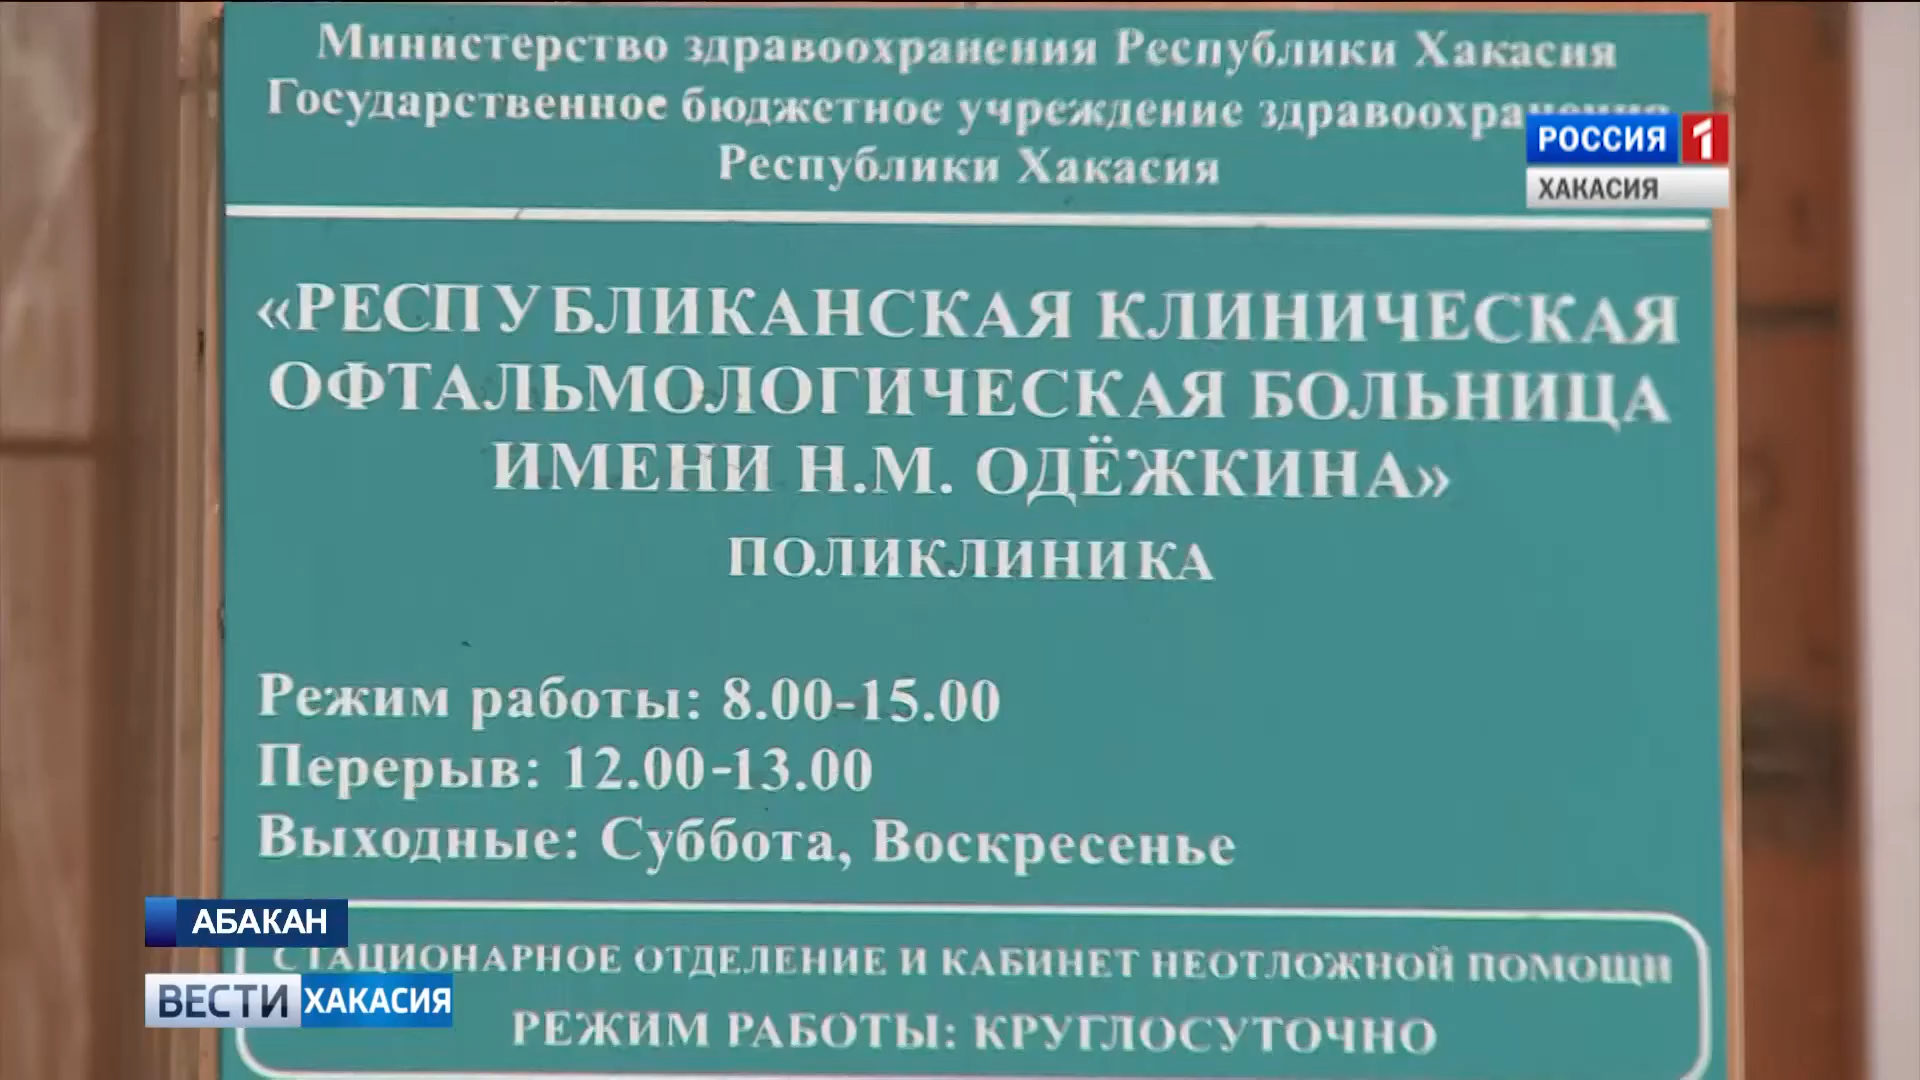 Министерство здравоохранения Республики Хакасия
Государственное бюджетное учреждение здравоохранения
Республики Хакасия
РОССИЯ 1
ХАКАСИЯ
«РЕСПУБЛИКАНСКАЯ КЛИНИЧЕСКАЯ
ОФТАЛЬМОЛОГИЧЕСКАЯ БОЛЬНИЦА
ИМЕНИ Н.М. ОДЁЖКИНА»
ПОЛИКЛИНИКА
Режим работы: 8.00-15.00
Перерыв: 12.00-13.00
Выходные: Суббота, Воскресенье
АБАКАН
СТАЦИОНАРНОЕ ОТДЕЛЕНИЕ И КАБИНЕТ НЕОТЛОЖНОЙ ПОМОЩИ
ВЕСТИ ХАКАСИЯ
РЕЖИМ РАБОТЫ: КРУГЛОСУТОЧНО